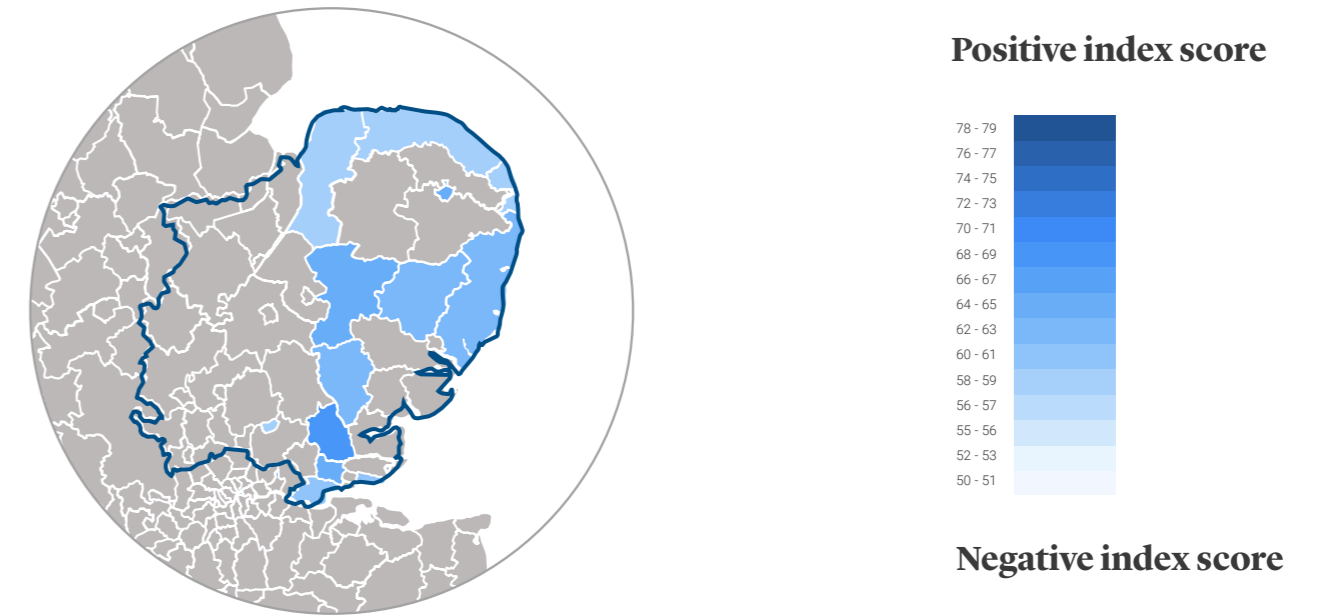 Positive index score
78 - 79
76 - 77
74 - 75
72 - 73
70 - 71
68 - 69
66 - 67
64 - 65
62 - 63
60 - 61
58 - 59
56 - 57
55 - 56
52 - 53
50 - 51
Negative index score